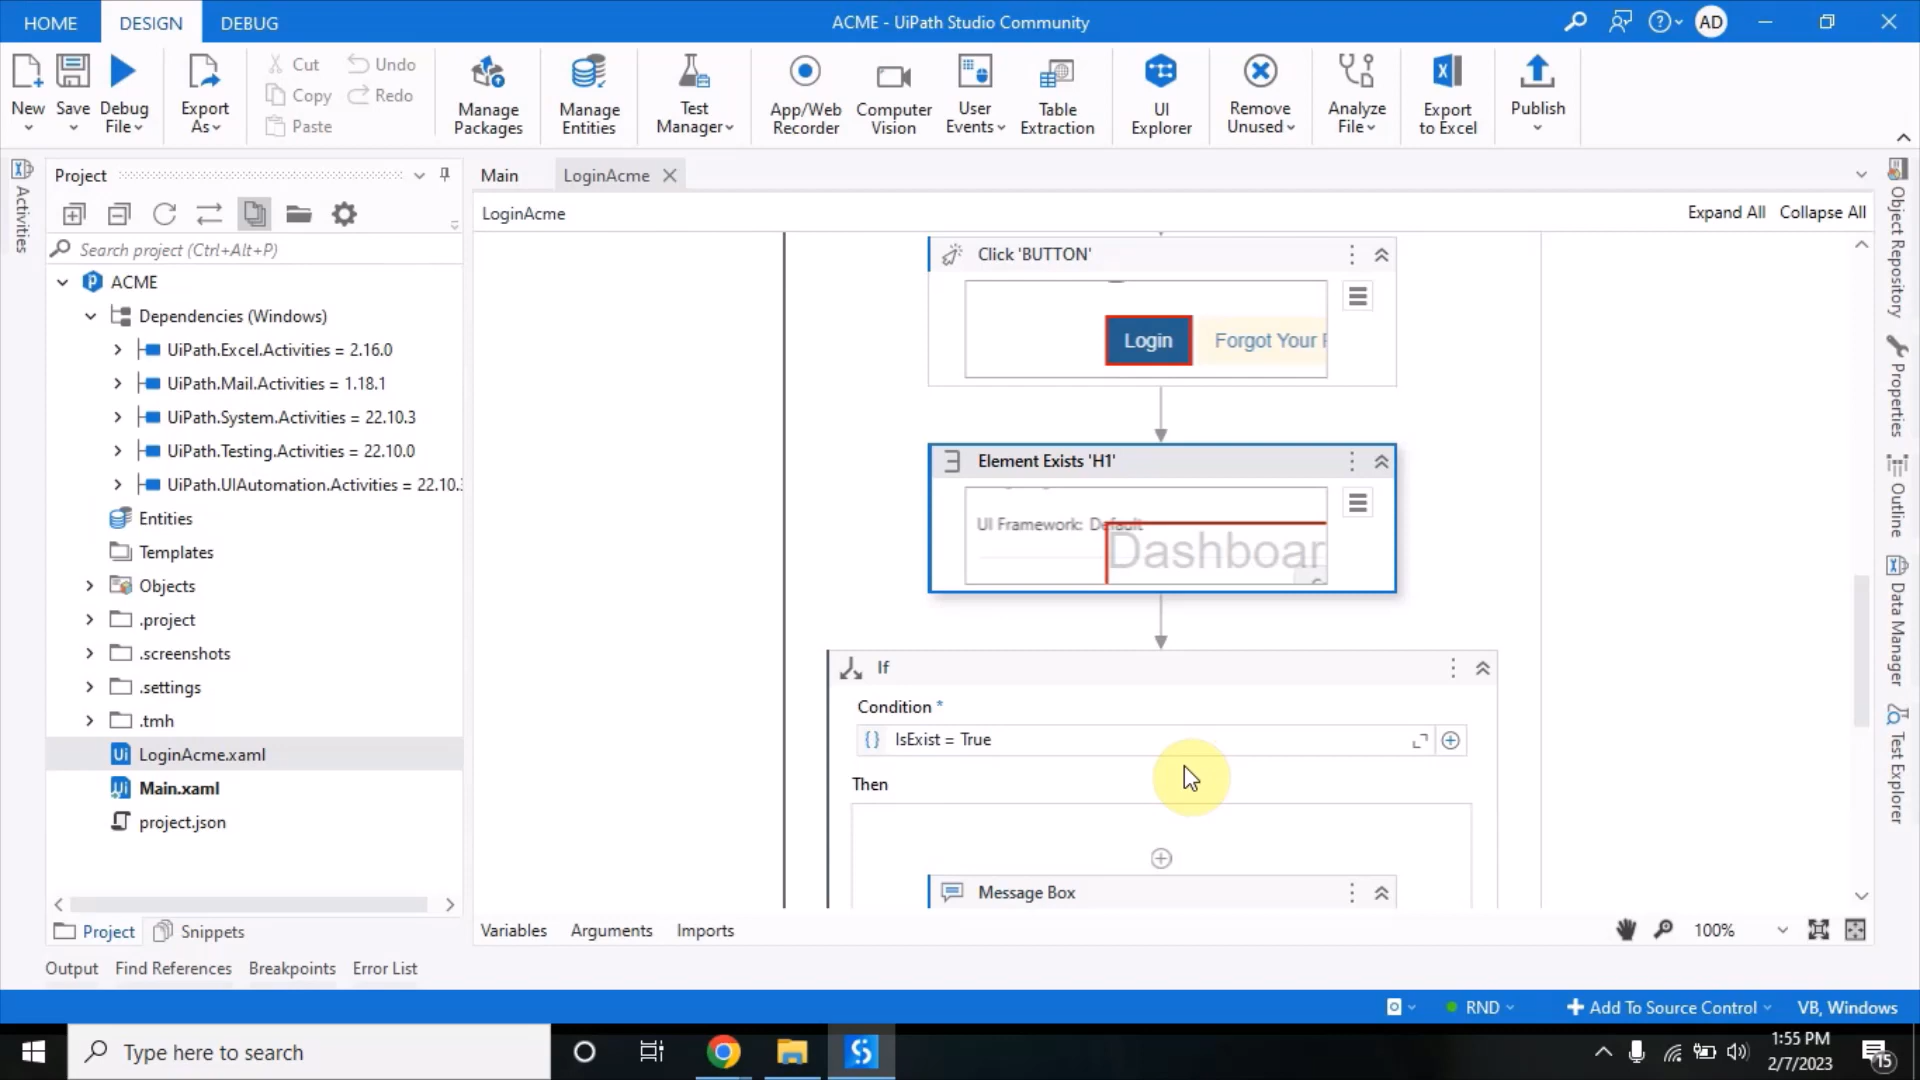 HOME
DESIGN
DEBUG
ACME - UiPath Studio Community
AD
New
Save
Debug File
Export As
Cut
Copy
Paste
Undo
Redo
Manage Packages
Manage Entities
Test Manager
App/Web Recorder
Computer Vision
User Events
Table Extraction
UI Explorer
Remove Unused
Analyze File
Export to Excel
Publish
Activities
Project
Search project (Ctrl+Alt+P)
ACME
Dependencies (Windows)
UiPath.Excel.Activities = 2.16.0
UiPath.Mail.Activities = 1.18.1
UiPath.System.Activities = 22.10.3
UiPath.Testing.Activities = 22.10.0
UiPath.UIAutomation.Activities = 22.10.3
Entities
Templates
Objects
.project
.screenshots
.settings
.tmh
LoginAcme.xaml
Main.xaml
project.json
Project
Snippets
Main
LoginAcme
LoginAcme
Expand All
Collapse All
Click 'BUTTON'
Login
Forgot Your
Element Exists 'H1'
UI Framework: Default
Dashboar
If
Condition *
IsExist = True
Then
Message Box
Variables
Arguments
Imports
100%
Object Repository
Properties
Outline
Data Manager
Test Explorer
Output
Find References
Breakpoints
Error List
RND
Add To Source Control
VB, Windows
Type here to search
1:55 PM
2/7/2023
15